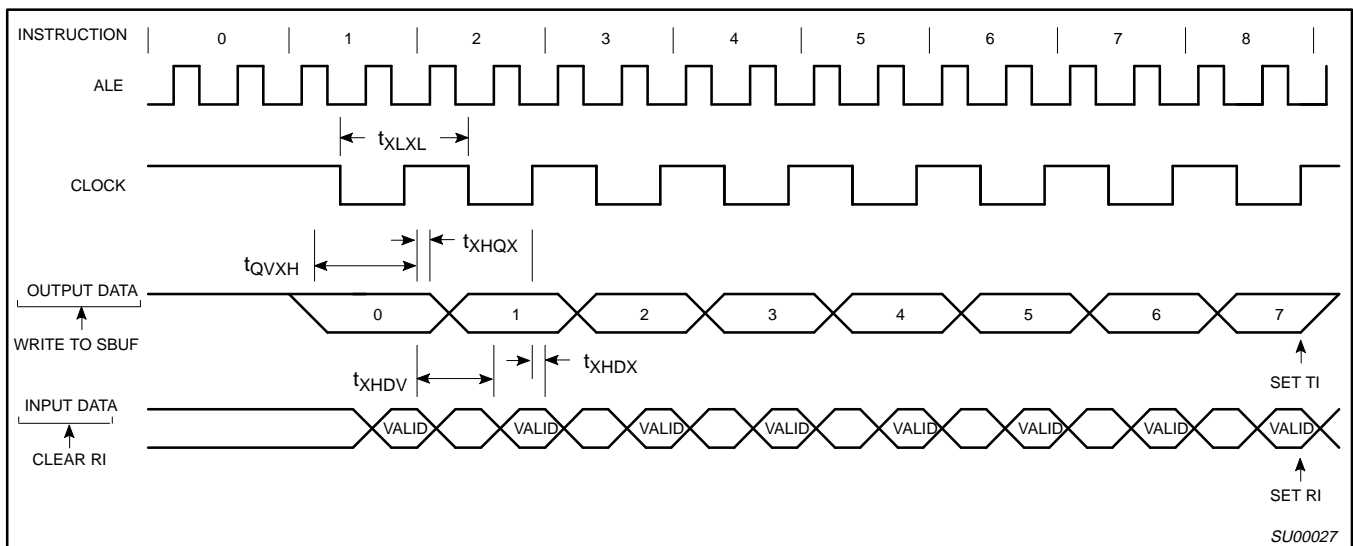 INSTRUCTION 0 1 2 3 4 5 6 7 8
ALE
tXLXL
CLOCK
tXHQX
tQVXH
OUTPUT DATA
0 1 2 3 4 5 6 7
WRITE TO SBUF
tXHDX
tXHDV
SET TI
INPUT DATA
VALID VALID VALID VALID VALID VALID VALID VALID
CLEAR RI
SET RI
SU00027